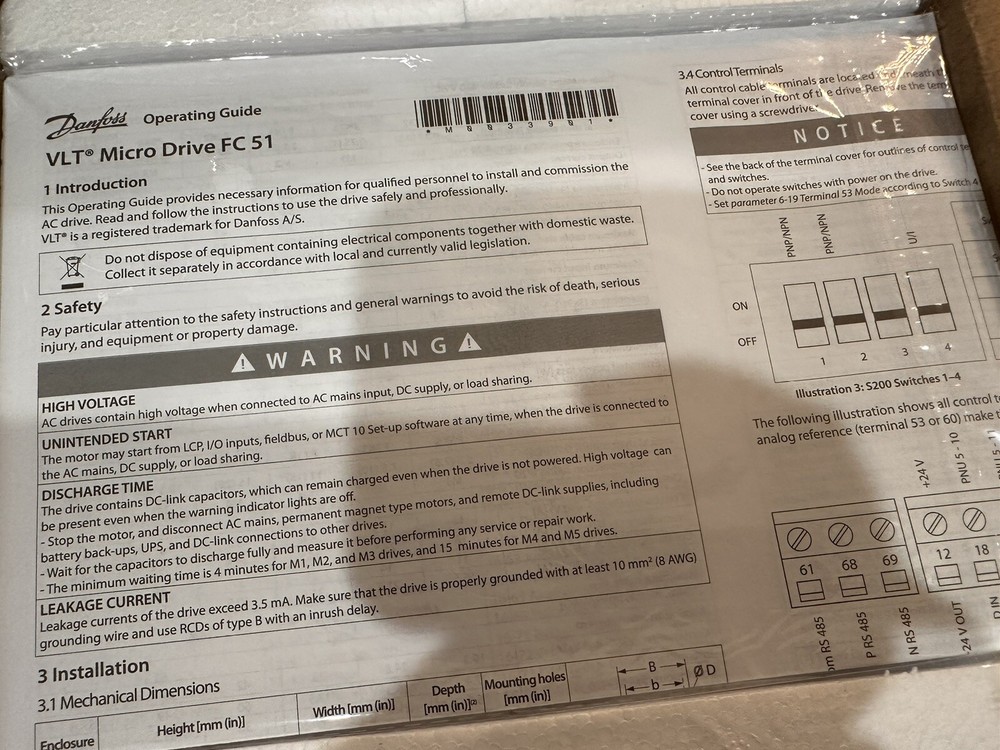 Danfoss Operating Guide
* M 0 0 3 3 9 0 1 *
VLT® Micro Drive FC 51
1 Introduction
This Operating Guide provides necessary information for qualified personnel to install and commission the
AC drive. Read and follow the instructions to use the drive safely and professionally.
VLT® is a registered trademark for Danfoss A/S.
Do not dispose of equipment containing electrical components together with domestic waste.
Collect it separately in accordance with local and currently valid legislation.
2 Safety
Pay particular attention to the safety instructions and general warnings to avoid the risk of death, serious
injury, and equipment or property damage.
WARNING
HIGH VOLTAGE
AC drives contain high voltage when connected to AC mains input, DC supply, or load sharing.
UNINTENDED START
The motor may start from LCP, I/O inputs, fieldbus, or MCT 10 Set-up software at any time, when the drive is connected to
the AC mains, DC supply, or load sharing.
DISCHARGE TIME
The drive contains DC-link capacitors, which can remain charged even when the drive is not powered. High voltage can
be present even when the warning indicator lights are off.
- Stop the motor, and disconnect AC mains, permanent magnet type motors, and remote DC-link supplies, including
battery back-ups, UPS, and DC-link connections to other drives.
- Wait for the capacitors to discharge fully and measure it before performing any service or repair work.
- The minimum waiting time is 4 minutes for M1, M2, and M3 drives, and 15 minutes for M4 and M5 drives.
LEAKAGE CURRENT
Leakage currents of the drive exceed 3.5 mA. Make sure that the drive is properly grounded with at least 10 mm² (8 AWG)
grounding wire and use RCDs of type B with an inrush delay.
3 Installation
3.1 Mechanical Dimensions
Enclosure Height [mm (in)] Width [mm (in)] Depth [mm (in)]⁽²⁾ Mounting holes [mm (in)]
B
b
ØD
3.4 Control Terminals
All control cable terminals are located underneath
terminal cover in front of the drive. Remove the
cover using a screwdriver.
NOTICE
- See the back of the terminal cover for outlines of control
and switches.
- Do not operate switches with power on the drive.
- Set parameter 6-19 Terminal 53 Mode according to Switch 4
PNP/NPN
PNP/NPN
U/I
ON
OFF
1 2 3 4
Illustration 3: S200 Switches 1–4
The following illustration shows all control
analog reference (terminal 53 or 60) make
+24 V
PNU 5 - 10
61 68 69 12 18
RS 485
P RS 485
N RS 485
24 V OUT
DIN